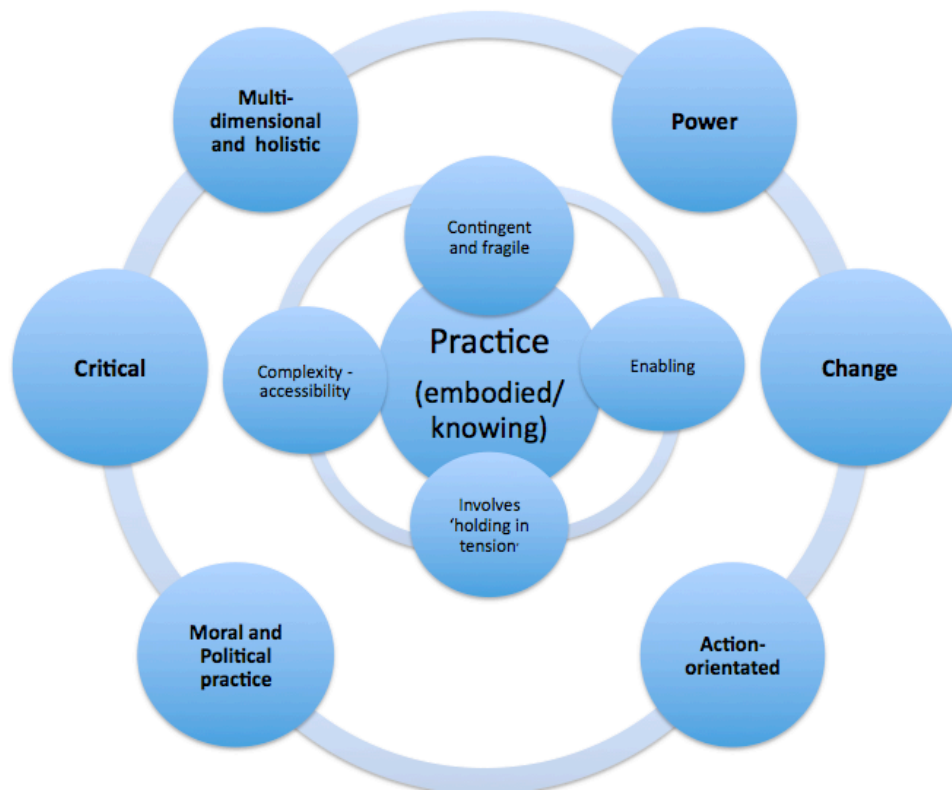 Multi-
dimensional
and holistic
Power
Contingent
and fragile
Critical
Complexity -
accessibility
Practice
(embodied/
knowing)
Enabling
Change
Involves
‘holding in
tension’
Moral and
Political
practice
Action-
orientated